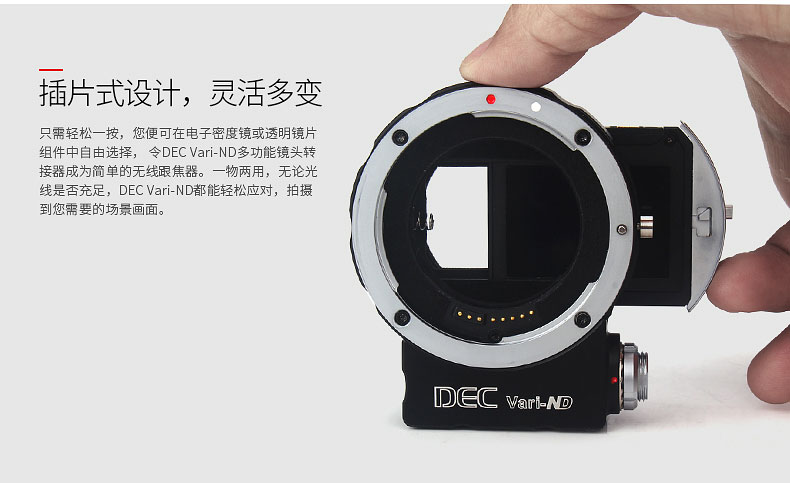 插片式设计，灵活多变
只需轻松一按，您便可在电子密度镜或透明镜片
组件中自由选择， 令DEC Vari-ND多功能镜头转
接器成为简单的无线跟焦器。一物两用，无论光
线是否充足，DEC Vari-ND都能轻松应对，拍摄
到您需要的场景画面。
DEC Vari-ND